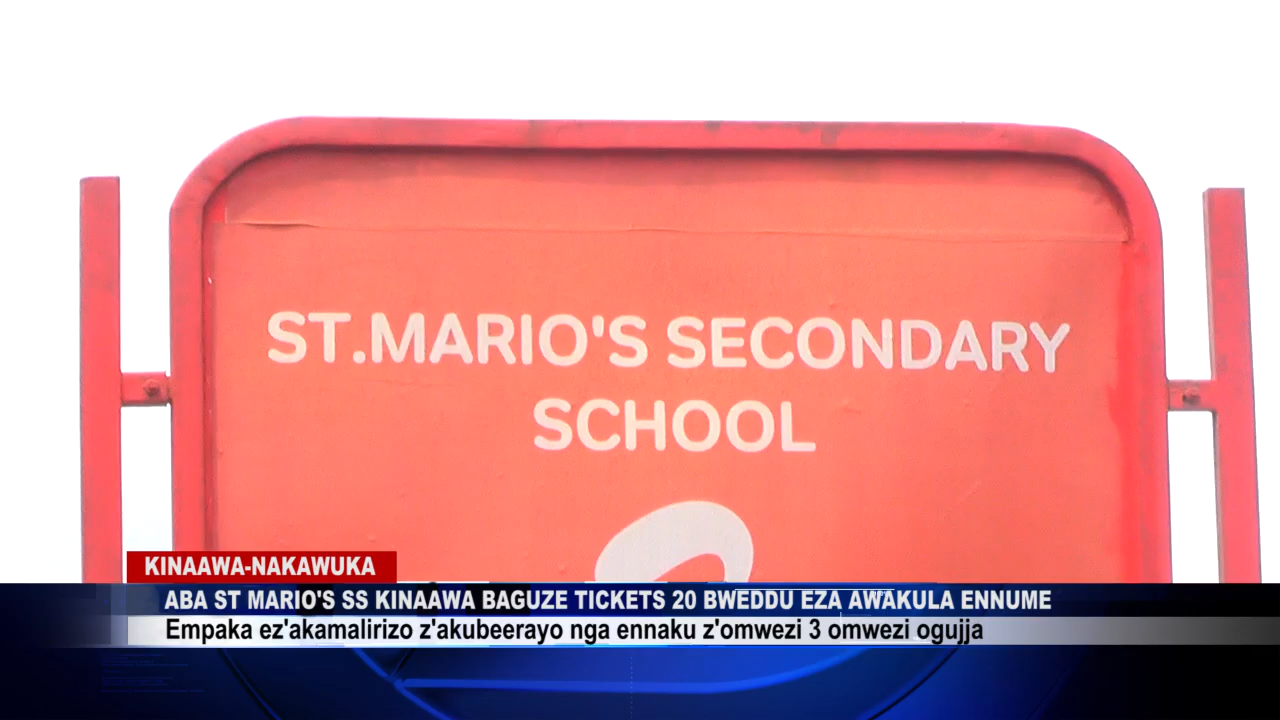 ST.MARIO'S SECONDARY
SCHOOL
KINAAWA-NAKAWUKA
ABA ST MARIO'S SS KINAAWA BAGUZE TICKETS 20 BWEDDU EZA AWAKULA ENNUME
Empaka ez'akamalirizo z'akubeerayo nga ennaku z'omwezi 3 omwezi ogujja